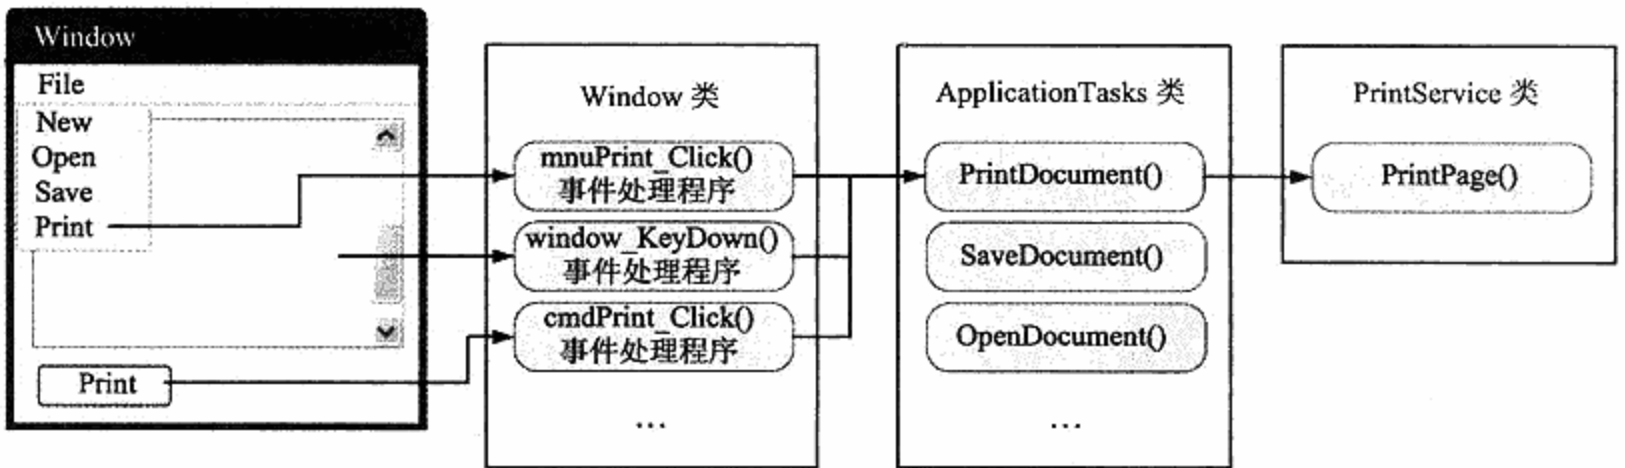 Window
File
New
Open
Save
Print
Print
Window 类
mnuPrint_Click()
事件处理程序
window_KeyDown()
事件处理程序
cmdPrint_Click()
事件处理程序
…
ApplicationTasks 类
PrintDocument()
SaveDocument()
OpenDocument()
…
PrintService 类
PrintPage()